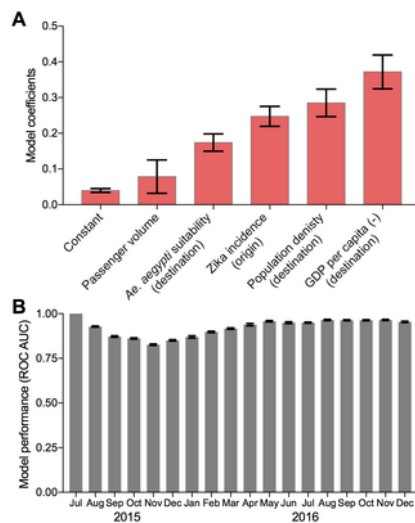 A
Model coefficients
0.5
0.4
0.3
0.2
0.1
0.0
Constant
Passenger volume
Ae. aegypti suitability
(destination)
Zika incidence
(origin)
Population denisty
(destination)
GDP per capita (-)
(destination)
B
Model performance (ROC AUC)
1.00
0.75
0.50
0.25
0.00
Jul Aug Sep Oct Nov Dec Jan Feb Mar Apr May Jun Jul Aug Sep Oct Nov Dec
2015 2016